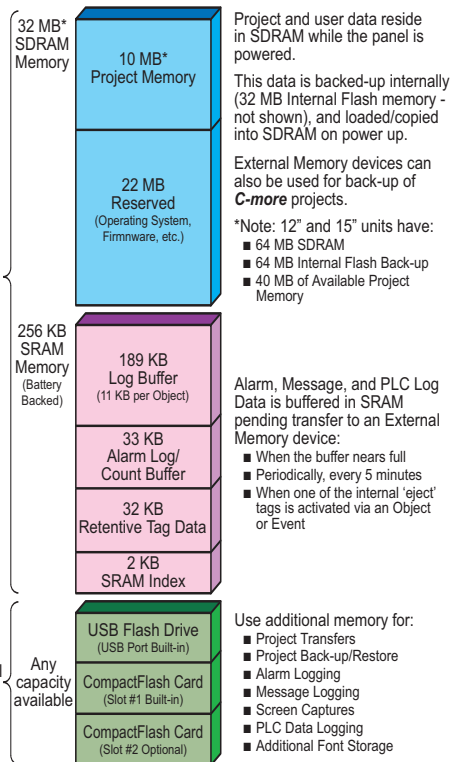 32 MB*
SDRAM
Memory
10 MB*
Project Memory
22 MB
Reserved
(Operating System,
Firmnware, etc.)
Project and user data reside
in SDRAM while the panel is
powered.
This data is backed-up internally
(32 MB Internal Flash memory -
not shown), and loaded/copied
into SDRAM on power up.
External Memory devices can
also be used for back-up of
C-more projects.
*Note: 12” and 15” units have:
■ 64 MB SDRAM
■ 64 MB Internal Flash Back-up
■ 40 MB of Available Project
Memory
256 KB
SRAM
Memory
(Battery
Backed)
189 KB
Log Buffer
(11 KB per Object)
33 KB
Alarm Log/
Count Buffer
32 KB
Retentive Tag Data
2 KB
SRAM Index
Alarm, Message, and PLC Log
Data is buffered in SRAM
pending transfer to an External
Memory device:
■ When the buffer nears full
■ Periodically, every 5 minutes
■ When one of the internal ‘eject’
tags is activated via an Object
or Event
Any
capacity
available
USB Flash Drive
(USB Port Built-in)
CompactFlash Card
(Slot #1 Built-in)
CompactFlash Card
(Slot #2 Optional)
Use additional memory for:
■ Project Transfers
■ Project Back-up/Restore
■ Alarm Logging
■ Message Logging
■ Screen Captures
■ PLC Data Logging
■ Additional Font Storage